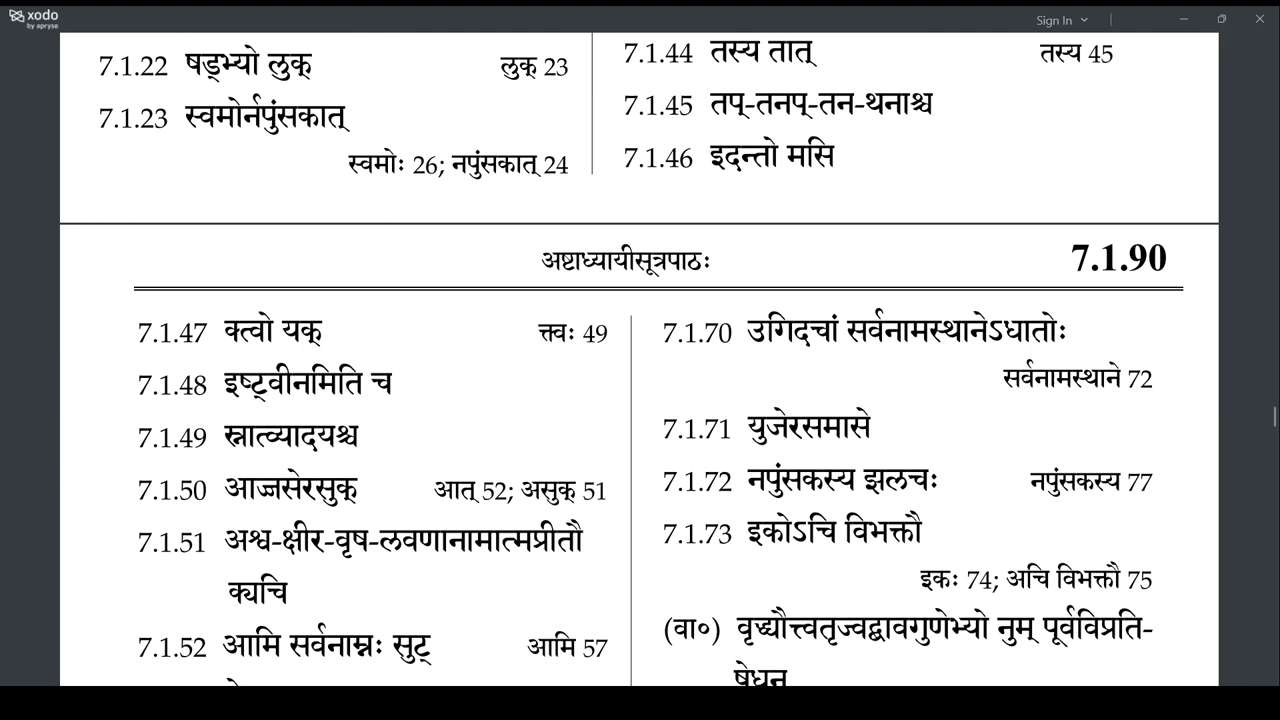 xodo
by apryse
Sign In
7.1.22 षड्भ्यो लुक् लुक् 23
7.1.23 स्वमोर्नपुंसकात्
स्वमोः 26; नपुंसकात् 24
7.1.44 तस्य तात् तस्य 45
7.1.45 तप्-तनप्-तन-थनाश्च
7.1.46 इदन्तो मसि
अष्टाध्यायीसूत्रपाठः 7.1.90
7.1.47 क्त्वो यक् क्त्वः 49
7.1.48 इष्ट्वीनमिति च
7.1.49 स्नात्व्यादयश्च
7.1.50 आज्जसेरसुक् आत् 52; असुक् 51
7.1.51 अश्व-क्षीर-वृष-लवणानामात्मप्रीतौ
क्यचि
7.1.52 आमि सर्वनाम्नः सुट् आमि 57
7.1.70 उगिदचां सर्वनामस्थानेऽधातोः
सर्वनामस्थाने 72
7.1.71 युजेरसमासे
7.1.72 नपुंसकस्य झलचः नपुंसकस्य 77
7.1.73 इकोऽचि विभक्तौ
इकः 74; अचि विभक्तौ 75
(वा०) वृद्ध्यौत्त्वतृज्वद्भावगुणेभ्यो नुम् पूर्वविप्रति-
षेधेन